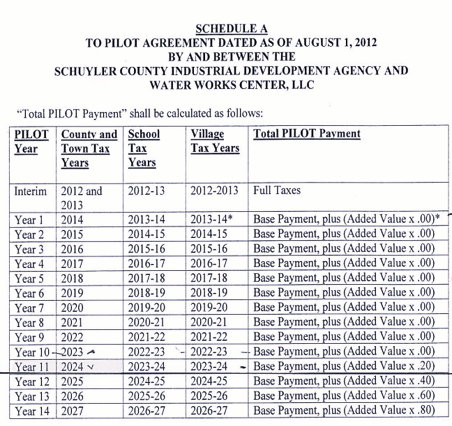 SCHEDULE A
TO PILOT AGREEMENT DATED AS OF AUGUST 1, 2012
BY AND BETWEEN THE
SCHUYLER COUNTY INDUSTRIAL DEVELOPMENT AGENCY AND
WATER WORKS CENTER, LLC
“Total PILOT Payment” shall be calculated as follows:
PILOT Year County and Town Tax Years School Tax Years Village Tax Years Total PILOT Payment
Interim 2012 and 2013 2012-13 2012-2013 Full Taxes
Year 1 2014 2013-14 2013-14* Base Payment, plus (Added Value x .00)*
Year 2 2015 2014-15 2014-15 Base Payment, plus (Added Value x .00)
Year 3 2016 2015-16 2015-16 Base Payment, plus (Added Value x .00)
Year 4 2017 2016-17 2016-17 Base Payment, plus (Added Value x .00)
Year 5 2018 2017-18 2017-18 Base Payment, plus (Added Value x .00)
Year 6 2019 2018-19 2018-19 Base Payment, plus (Added Value x .00)
Year 7 2020 2019-20 2019-20 Base Payment, plus (Added Value x .00)
Year 8 2021 2020-21 2020-21 Base Payment, plus (Added Value x .00)
Year 9 2022 2021-22 2021-22 Base Payment, plus (Added Value x .00)
Year 10 2023 2022-23 2022-23 Base Payment, plus (Added Value x .00)
Year 11 2024 2023-24 2023-24 Base Payment, plus (Added Value x .20)
Year 12 2025 2024-25 2024-25 Base Payment, plus (Added Value x .40)
Year 13 2026 2025-26 2025-26 Base Payment, plus (Added Value x .60)
Year 14 2027 2026-27 2026-27 Base Payment, plus (Added Value x .80)